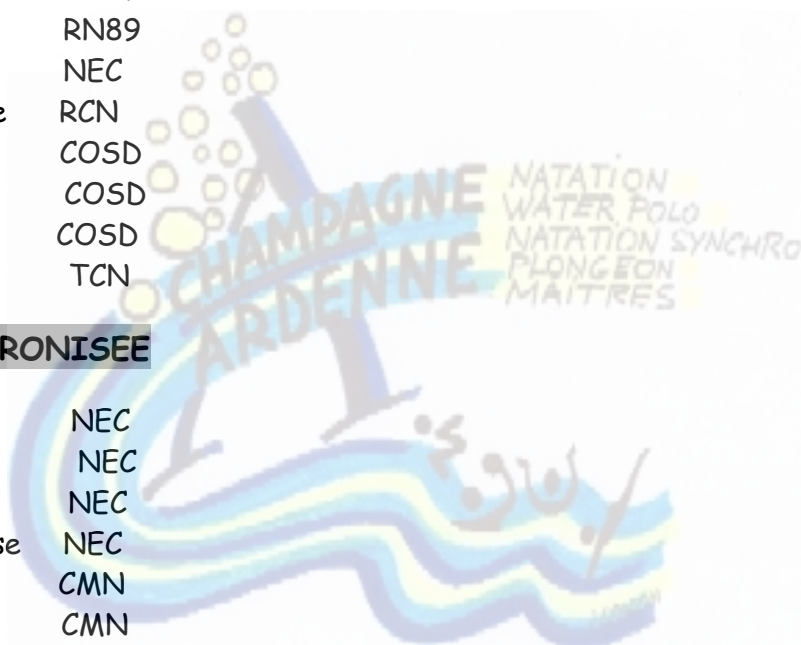 RN89
NEC
e RCN
COSD
COSD
COSD
TCN
RONISEE
NEC
NEC
NEC
se NEC
CMN
CMN
CHAMPAGNE
ARDENNE
NATATION
WATER POLO
NATATION SYNCHRO
PLONGEON
MAITRES